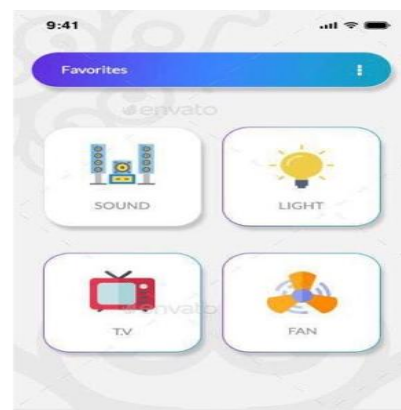 9:41
Favorites
envato
SOUND
LIGHT
envato
T.V
FAN